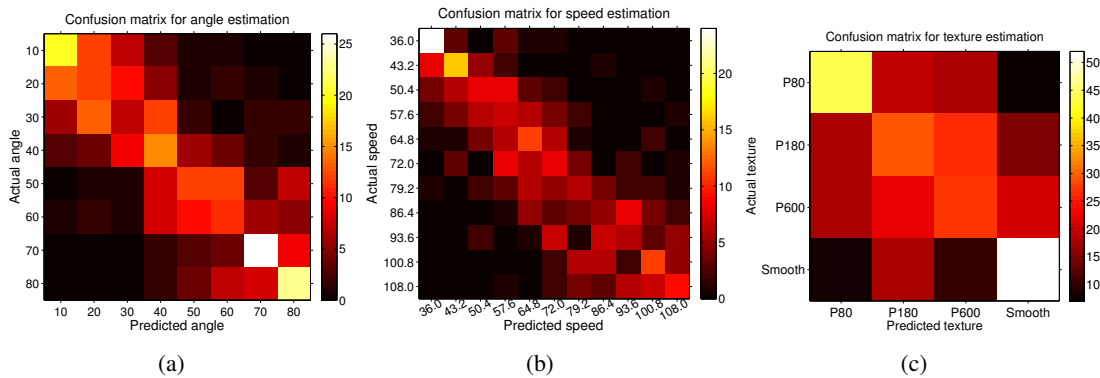 Confusion matrix for angle estimation
Actual angle
10
20
30
40
50
60
70
80
10 20 30 40 50 60 70 80
Predicted angle
25
20
15
10
5
0
(a)
Confusion matrix for speed estimation
Actual speed
36.0
43.2
50.4
57.6
64.8
72.0
79.2
86.4
93.6
100.8
108.0
36.0 43.2 50.4 57.6 64.8 72.0 79.2 86.4 93.6 100.8 108.0
Predicted speed
20
15
10
5
0
(b)
Confusion matrix for texture estimation
Actual texture
P80
P180
P600
Smooth
P80 P180 P600 Smooth
Predicted texture
50
45
40
35
30
25
20
15
10
(c)